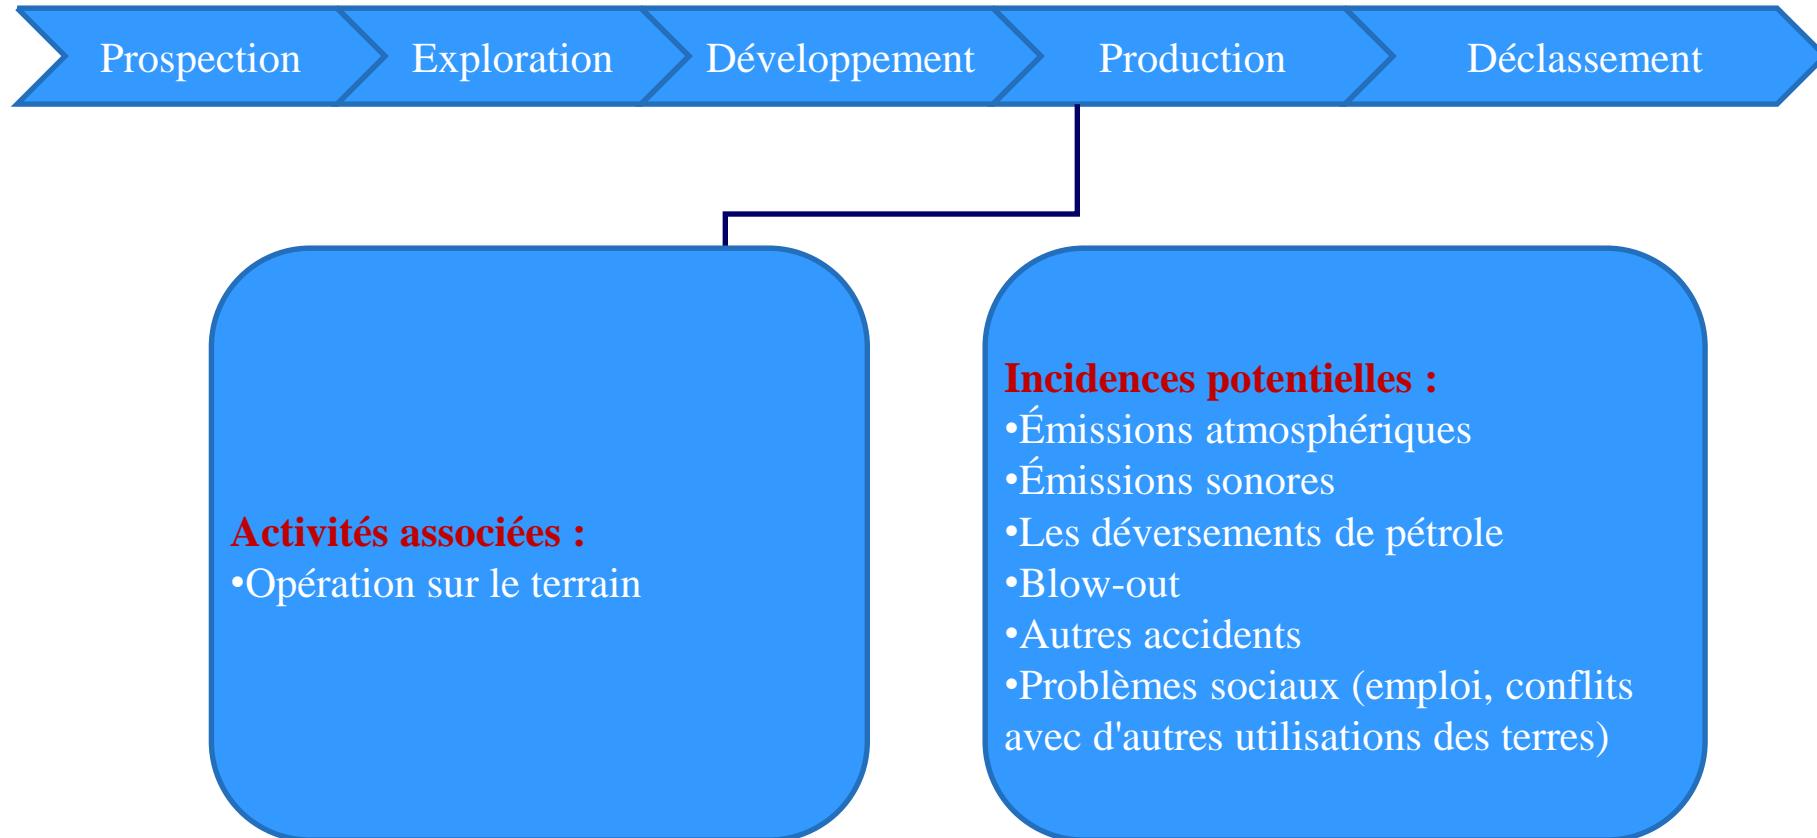 Prospection
Exploration
Développement
Production
Déclassement
Activités associées :
•Opération sur le terrain
Incidences potentielles :
•Émissions atmosphériques
•Émissions sonores
•Les déversements de pétrole
•Blow-out
•Autres accidents
•Problèmes sociaux (emploi, conflits
avec d'autres utilisations des terres)